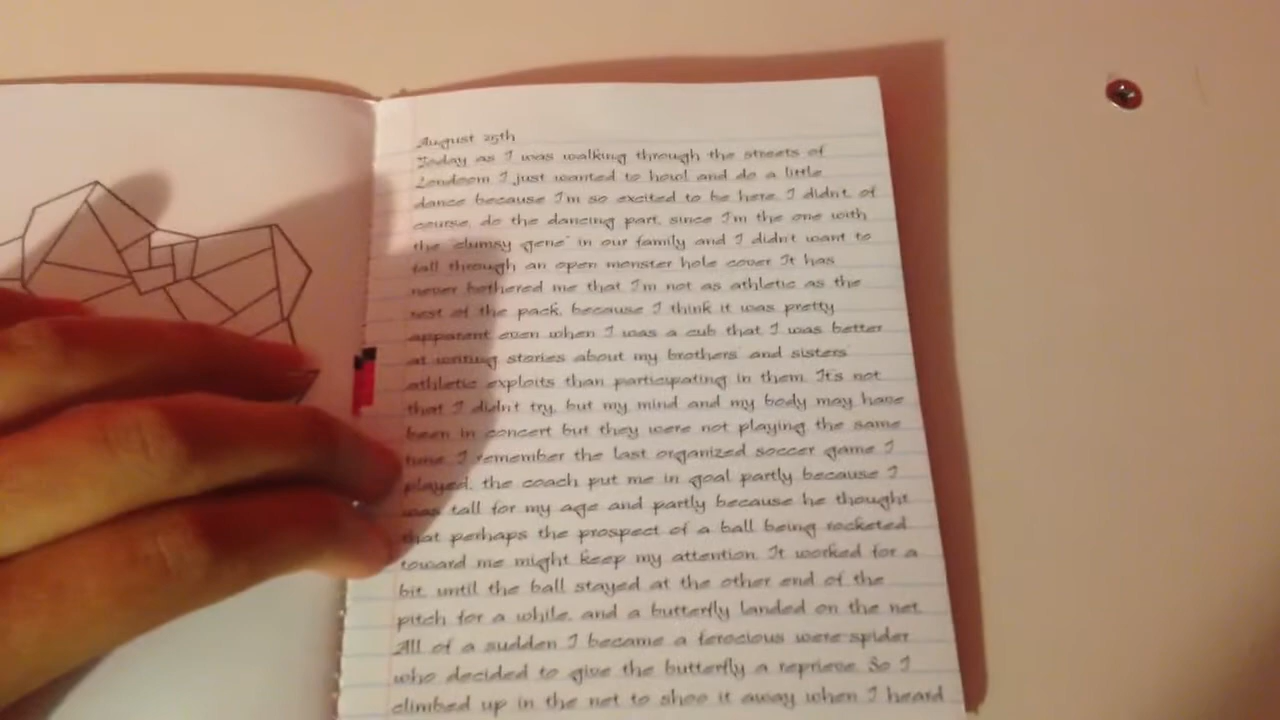 August 25th
Today as I was walking through the streets of
Londoom I just wanted to howl and do a little
dance because I'm so excited to be here. I didn't, of
course, do the dancing part, since I'm the one with
the "clumsy gene" in our family and I didn't want to
fall through an open monster hole cover. It has
never bothered me that I'm not as athletic as the
rest of the pack, because I think it was pretty
apparent even when I was a cub that I was better
at writing stories about my brothers' and sisters'
athletic exploits than participating in them. It's not
that I didn't try, but my mind and my body may have
been in concert but they were not playing the same
tune. I remember the last organized soccer game I
played, the coach put me in goal partly because I
was tall for my age and partly because he thought
that perhaps the prospect of a ball being rocketed
toward me might keep my attention. It worked for a
bit, until the ball stayed at the other end of the
pitch for a while, and a butterfly landed on the net.
All of a sudden I became a ferocious were spider
who decided to give the butterfly a reprieve. So I
climbed up in the net to shoo it away when I heard